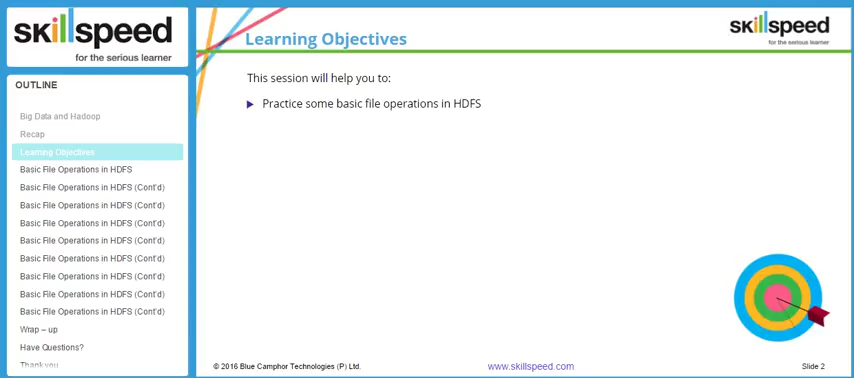 skillspeed
for the serious learner
OUTLINE
Big Data and Hadoop
Recap
Learning Objectives
Basic File Operations in HDFS
Basic File Operations in HDFS (Cont'd)
Basic File Operations in HDFS (Cont'd)
Basic File Operations in HDFS (Cont'd)
Basic File Operations in HDFS (Cont'd)
Basic File Operations in HDFS (Cont'd)
Basic File Operations in HDFS (Cont'd)
Basic File Operations in HDFS (Cont'd)
Basic File Operations in HDFS (Cont'd)
Wrap – up
Have Questions?
Thank you
Learning Objectives
skillspeed
for the serious learner
This session will help you to:
Practice some basic file operations in HDFS
© 2016 Blue Camphor Technologies (P) Ltd.
www.skillspeed.com
Slide 2